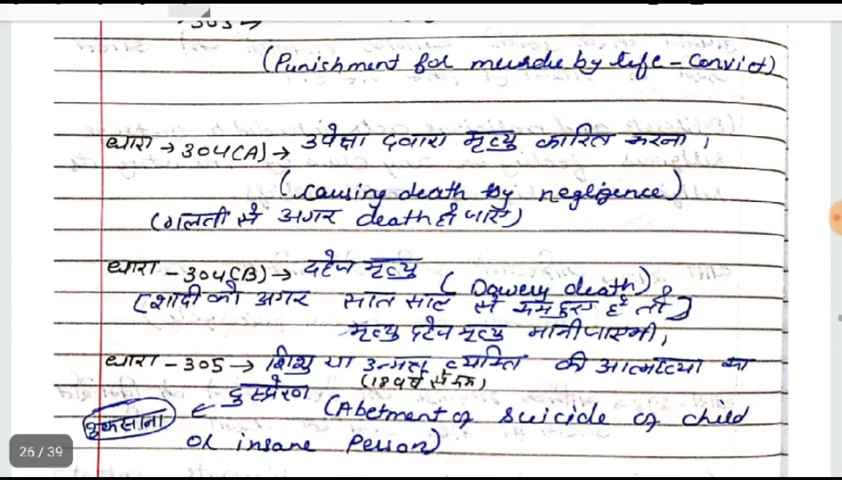 (Punishment for murder by life-Convict)
धारा → 304(A) → उपेक्षा द्वारा मृत्यु कारित करना।
(Causing death by negligence)
(गलती से अगर death हो जाए)
धारा - 304(B) → दहेज मृत्यु (Dowery death)
[शादी को अगर सात साल से कम हुए है तो]
मृत्यु दहेज मृत्यु मानी जाएगी,
धारा - 305 → शिशु या उन्मत्त व्यक्ति की आत्महत्या का
(18 वर्ष से कम)
दुष्प्रेरण (Abetment of suicide of child
उकसाना
or insane Person)
26 / 39